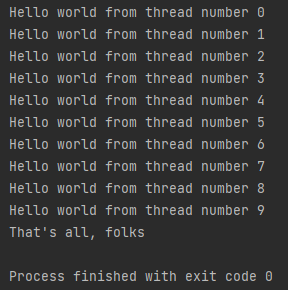 Hello world from thread number 0
Hello world from thread number 1
Hello world from thread number 2
Hello world from thread number 3
Hello world from thread number 4
Hello world from thread number 5
Hello world from thread number 6
Hello world from thread number 7
Hello world from thread number 8
Hello world from thread number 9
That's all, folks
Process finished with exit code 0